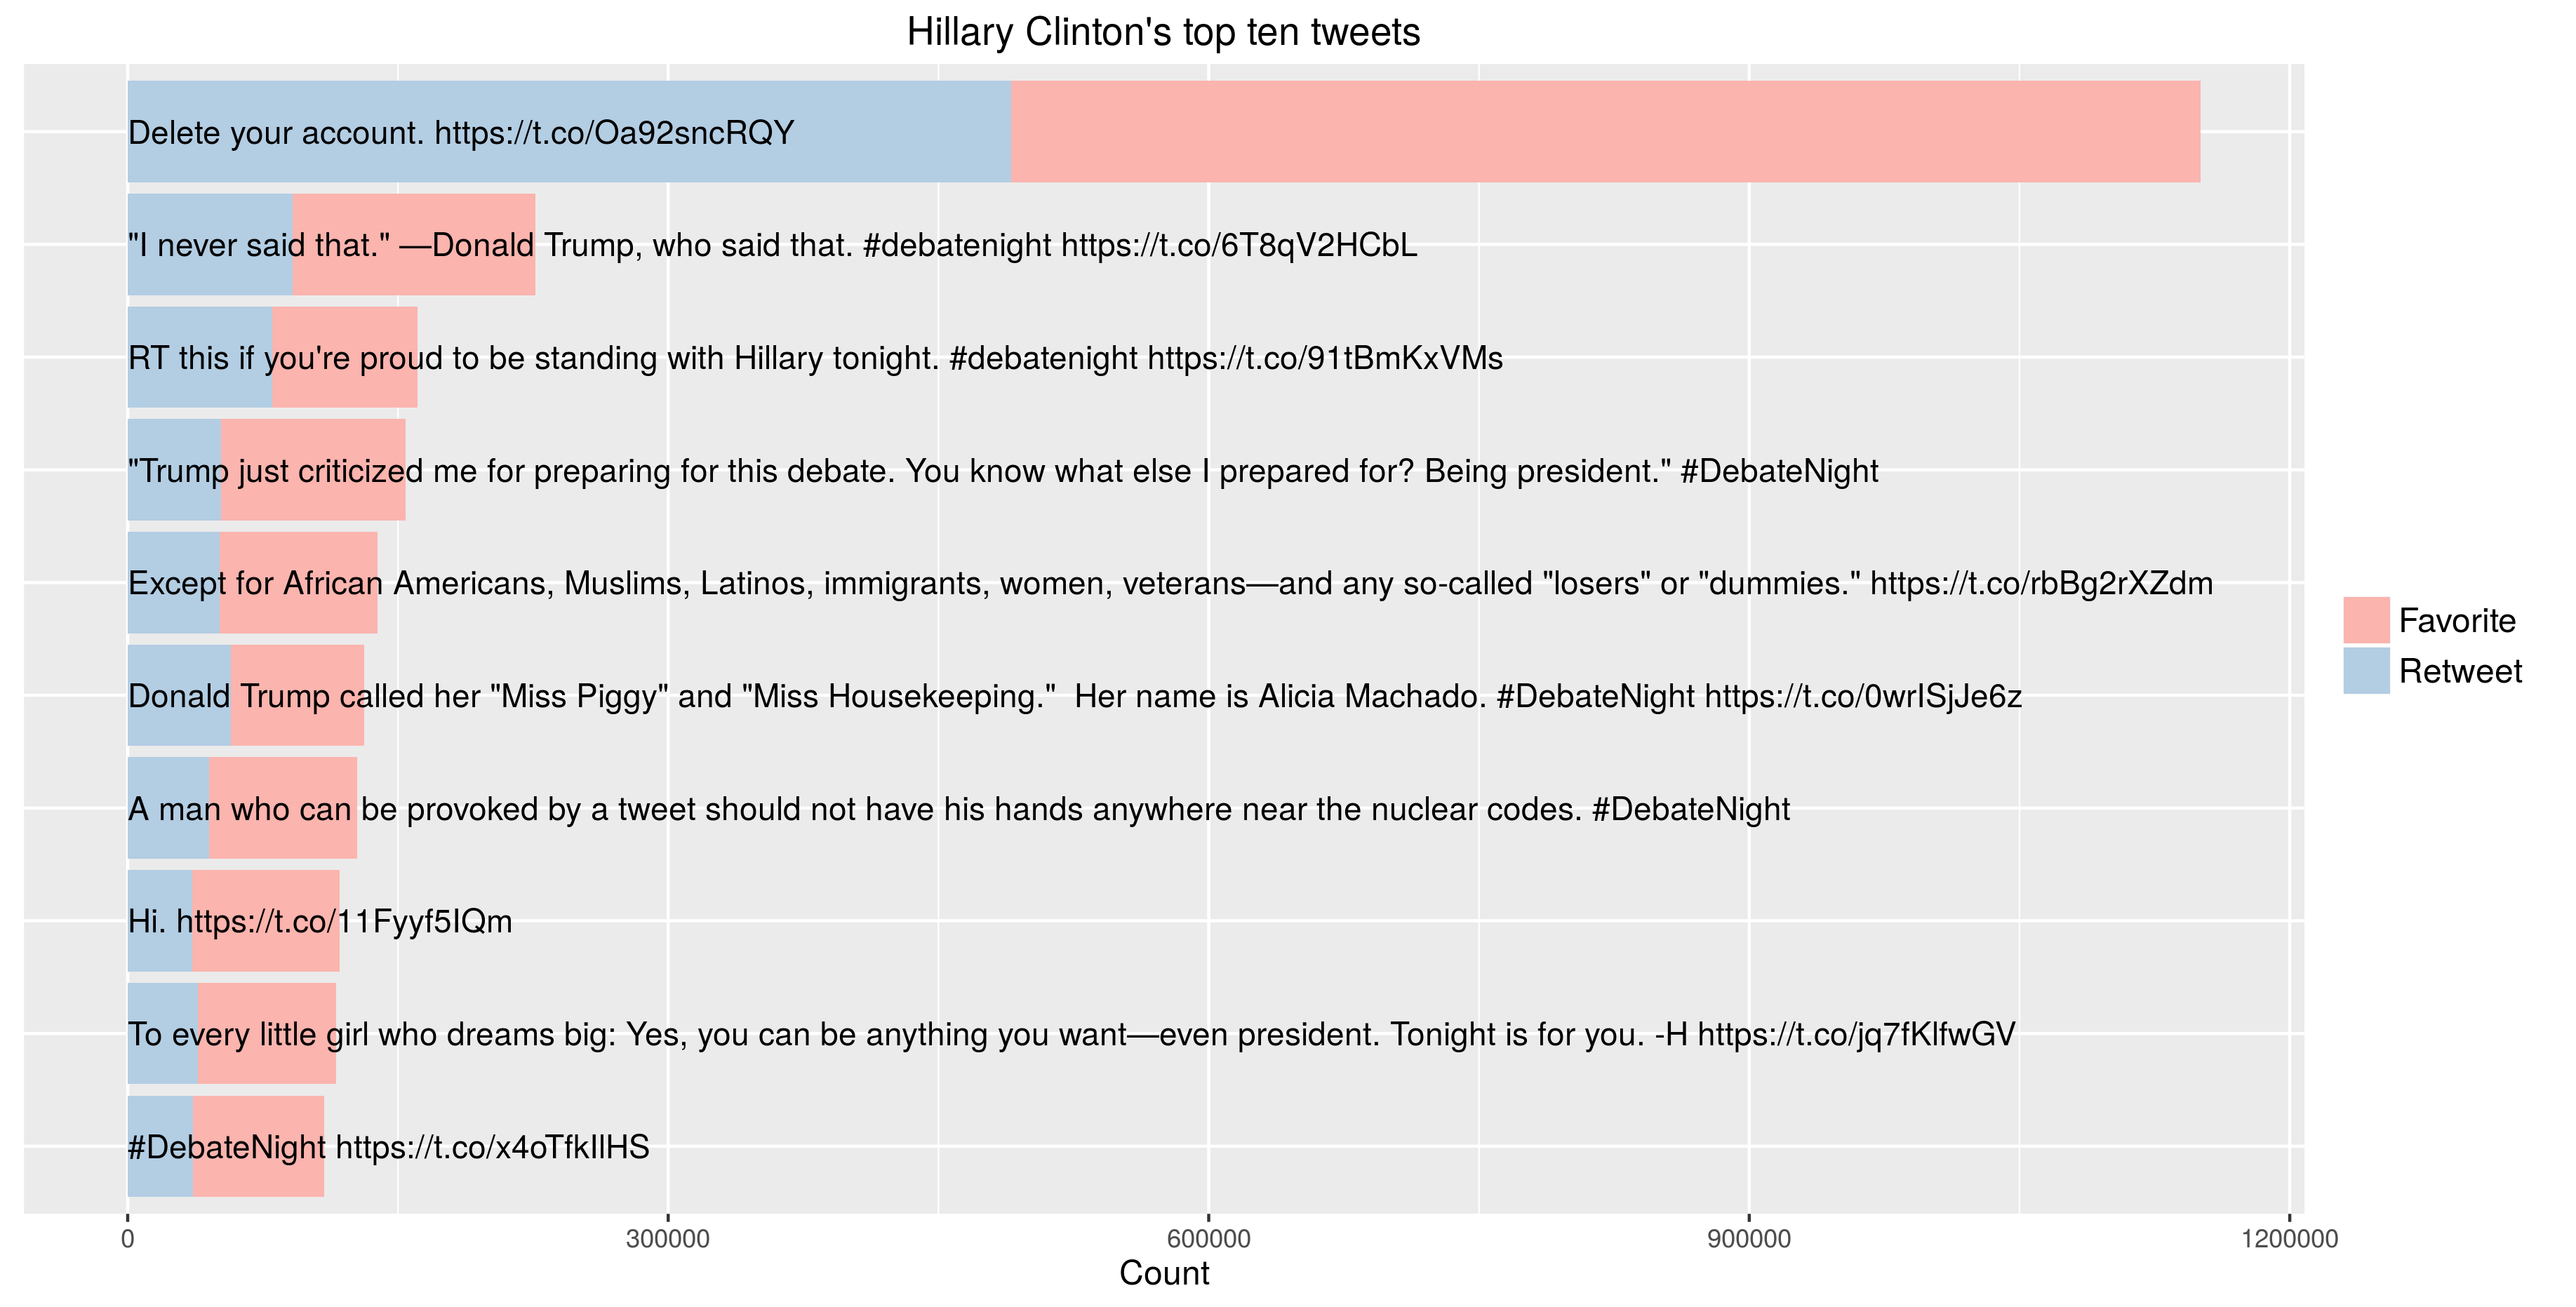 Hillary Clinton's top ten tweets
Delete your account. https://t.co/Oa92sncRQY
"I never said that." —Donald Trump, who said that. #debatenight https://t.co/6T8qV2HCbL
RT this if you're proud to be standing with Hillary tonight. #debatenight https://t.co/91tBmKxVMs
"Trump just criticized me for preparing for this debate. You know what else I prepared for? Being president." #DebateNight
Except for African Americans, Muslims, Latinos, immigrants, women, veterans—and any so-called "losers" or "dummies." https://t.co/rbBg2rXZdm
Donald Trump called her "Miss Piggy" and "Miss Housekeeping."  Her name is Alicia Machado. #DebateNight https://t.co/0wrISjJe6z
A man who can be provoked by a tweet should not have his hands anywhere near the nuclear codes. #DebateNight
Hi. https://t.co/11Fyyf5IQm
To every little girl who dreams big: Yes, you can be anything you want—even president. Tonight is for you. -H https://t.co/jq7fKlfwGV
#DebateNight https://t.co/x4oTfkIlHS
0 300000 600000 900000 1200000
Count
Favorite
Retweet